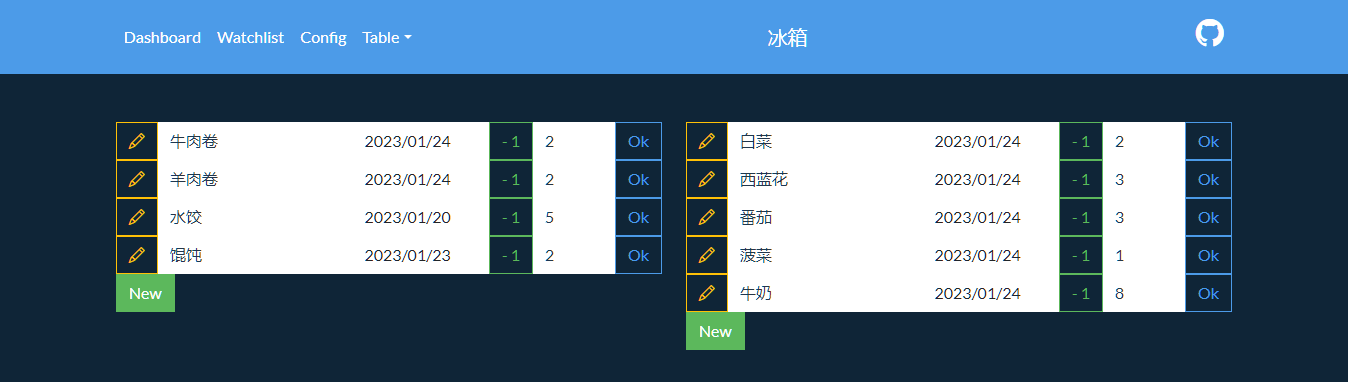 Dashboard Watchlist Config Table 冰箱
牛肉卷 2023/01/24 - 1 2 Ok
羊肉卷 2023/01/24 - 1 2 Ok
水饺 2023/01/20 - 1 5 Ok
馄饨 2023/01/23 - 1 2 Ok
New
白菜 2023/01/24 - 1 2 Ok
西蓝花 2023/01/24 - 1 3 Ok
番茄 2023/01/24 - 1 3 Ok
菠菜 2023/01/24 - 1 1 Ok
牛奶 2023/01/24 - 1 8 Ok
New